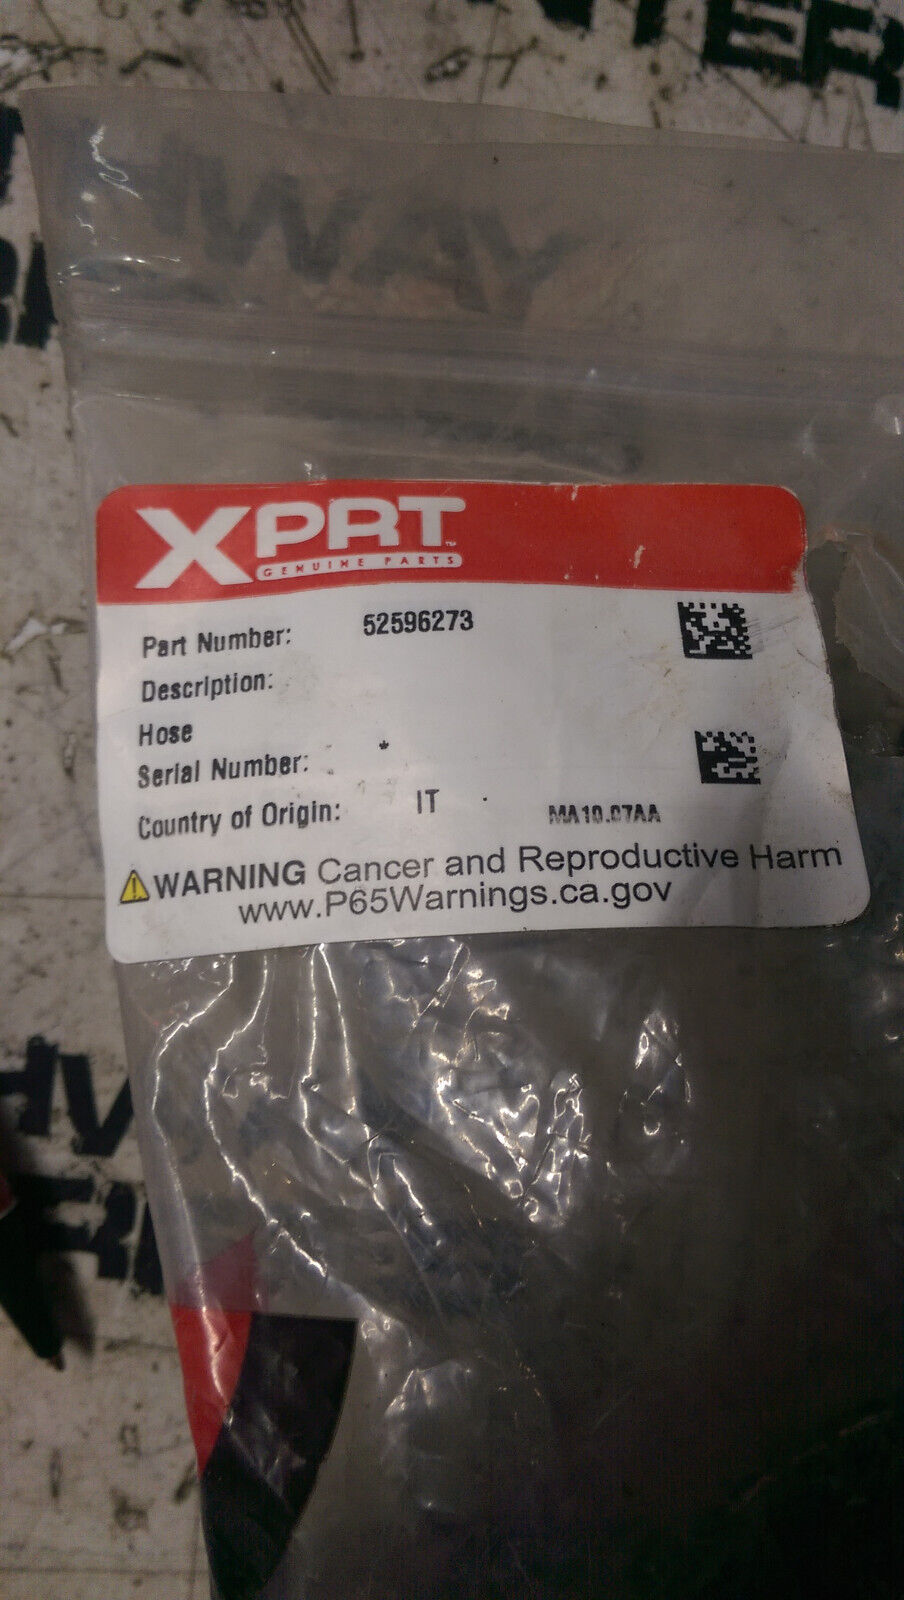 XPRT™
GENUINE PARTS
Part Number: 52596273
Description:
Hose
Serial Number: *
Country of Origin: IT
MA10.07AA
⚠WARNING Cancer and Reproductive Harm
www.P65Warnings.ca.gov